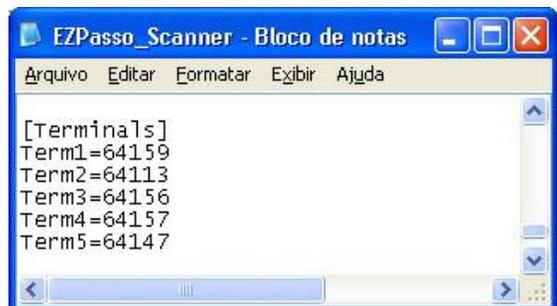 EZPasso_Scanner - Bloco de notas
Arquivo Editar Formatar Exibir Ajuda
[Terminals]
Term1=64159
Term2=64113
Term3=64156
Term4=64157
Term5=64147